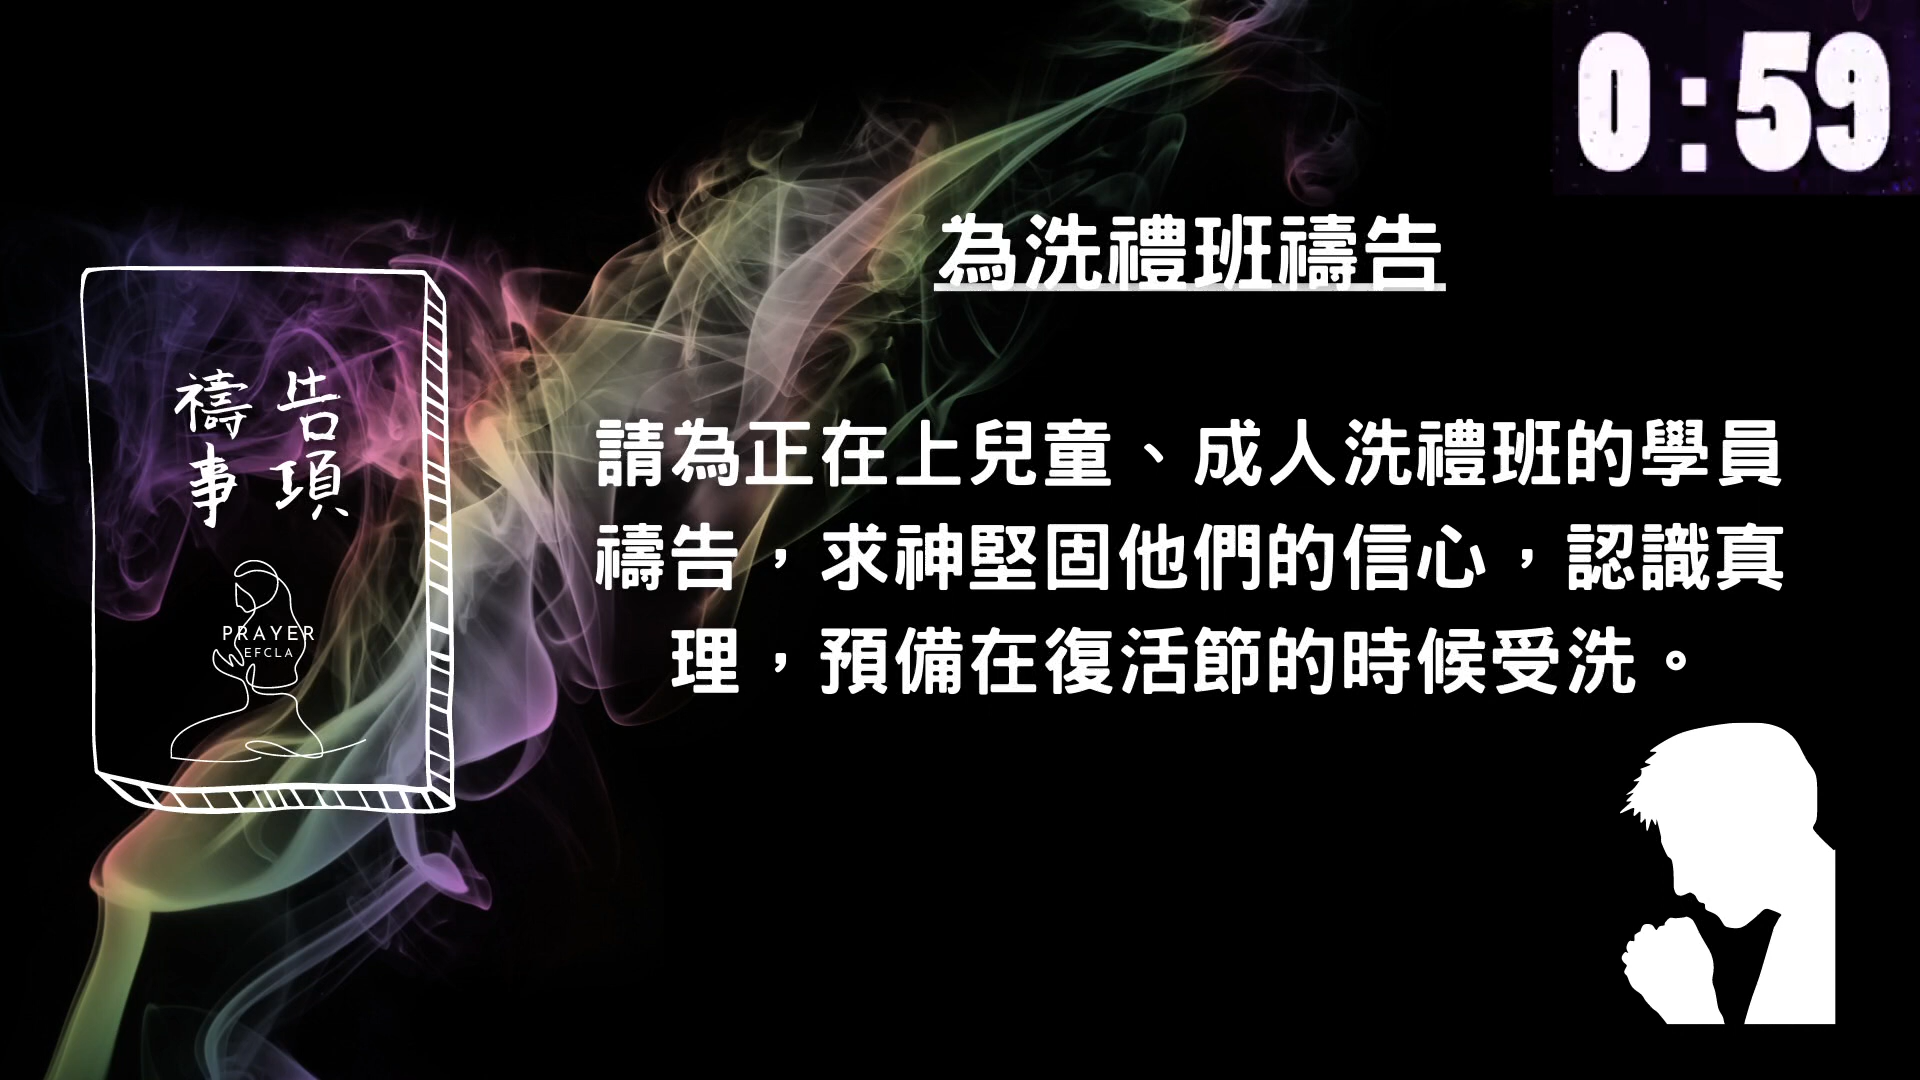 0:59
為洗禮班禱告
請為正在上兒童、成人洗禮班的學員
禱告，求神堅固他們的信心，認識真
理，預備在復活節的時候受洗。
禱告
事項
PRAYER
EFCLA